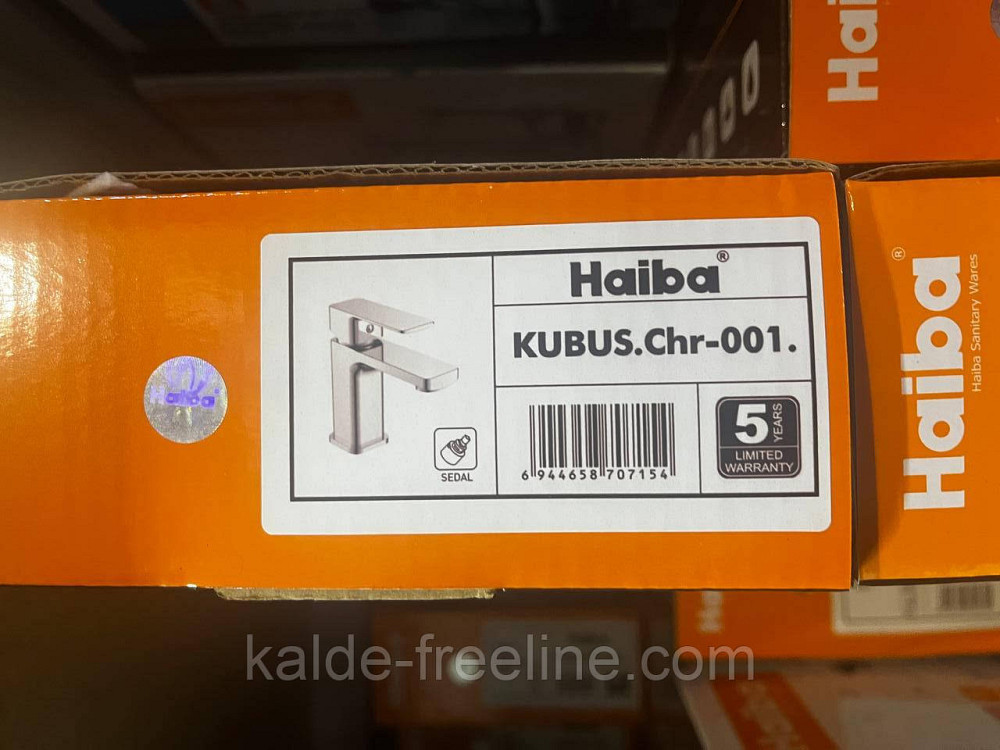 Hai
Haiba®
KUBUS.Chr-001.
SEDAL
6 944658 707154
5 YEARS
LIMITED
WARRANTY
Haiba®
Haiba®
Haiba Sanitary Wares
kalde-freeline.com